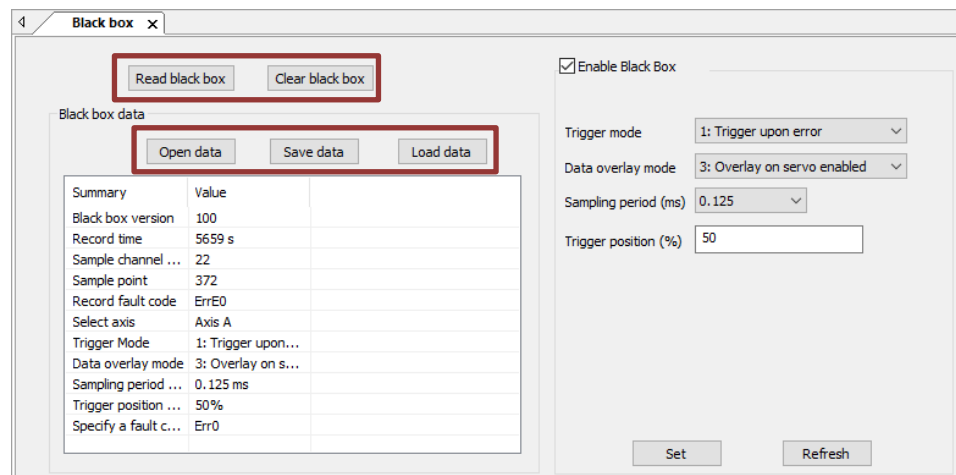 Black box x
Read black box Clear black box
Black box data
Open data Save data Load data
Summary Value
Black box version 100
Record time 5659 s
Sample channel ... 22
Sample point 372
Record fault code ErrE0
Select axis Axis A
Trigger Mode 1: Trigger upon...
Data overlay mode 3: Overlay on s...
Sampling period ... 0.125 ms
Trigger position ... 50%
Specify a fault c... Err0
Enable Black Box
Trigger mode 1: Trigger upon error
Data overlay mode 3: Overlay on servo enabled
Sampling period (ms) 0.125
Trigger position (%) 50
Set Refresh